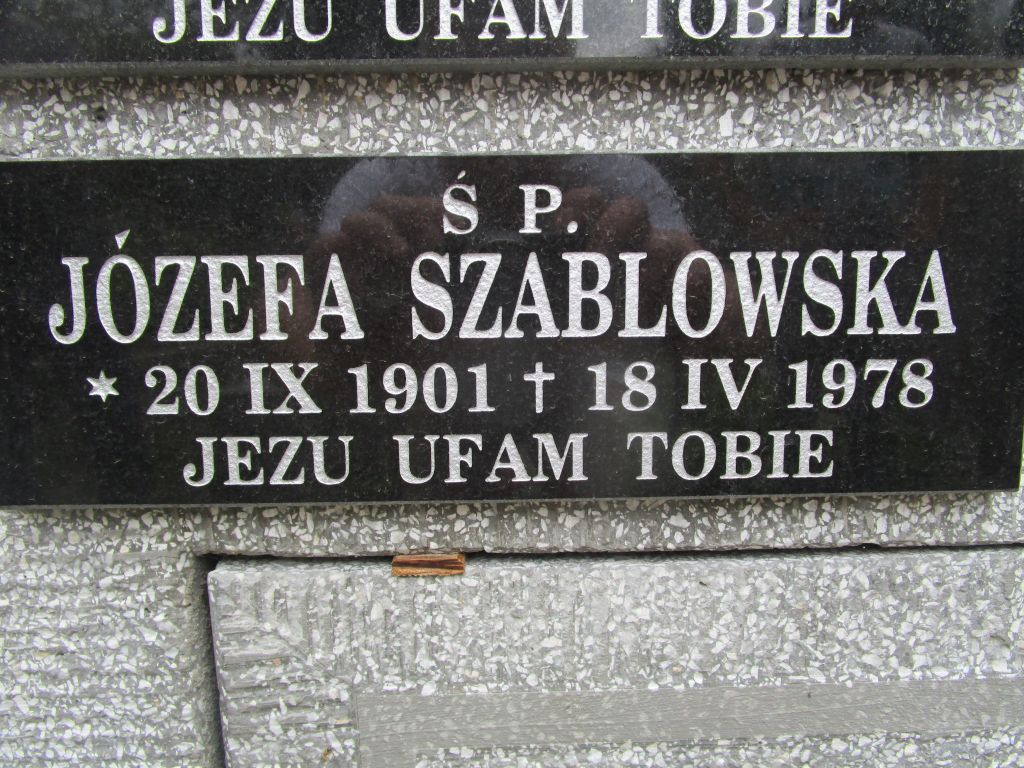 JEZU UFAM TOBIE
Ś P.
JÓZEFA SZABLOWSKA
* 20 IX 1901 † 18 IV 1978
JEZU UFAM TOBIE